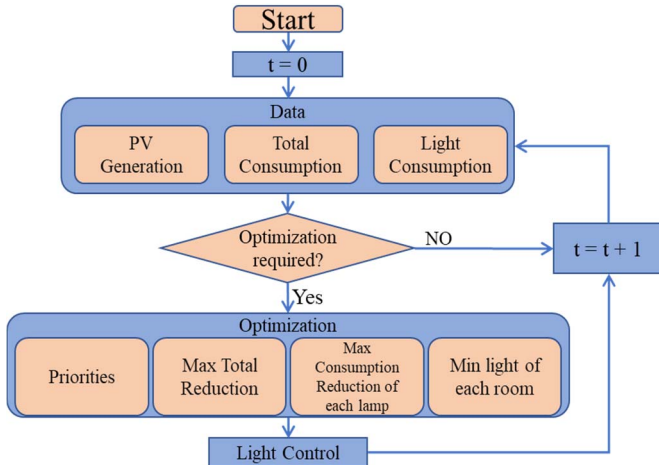 Start
t = 0
Data
PV
Generation
Total
Consumption
Light
Consumption
Optimization
required?
NO
t = t + 1
Yes
Optimization
Priorities
Max Total
Reduction
Max
Consumption
Reduction of
each lamp
Min light of
each room
Light Control